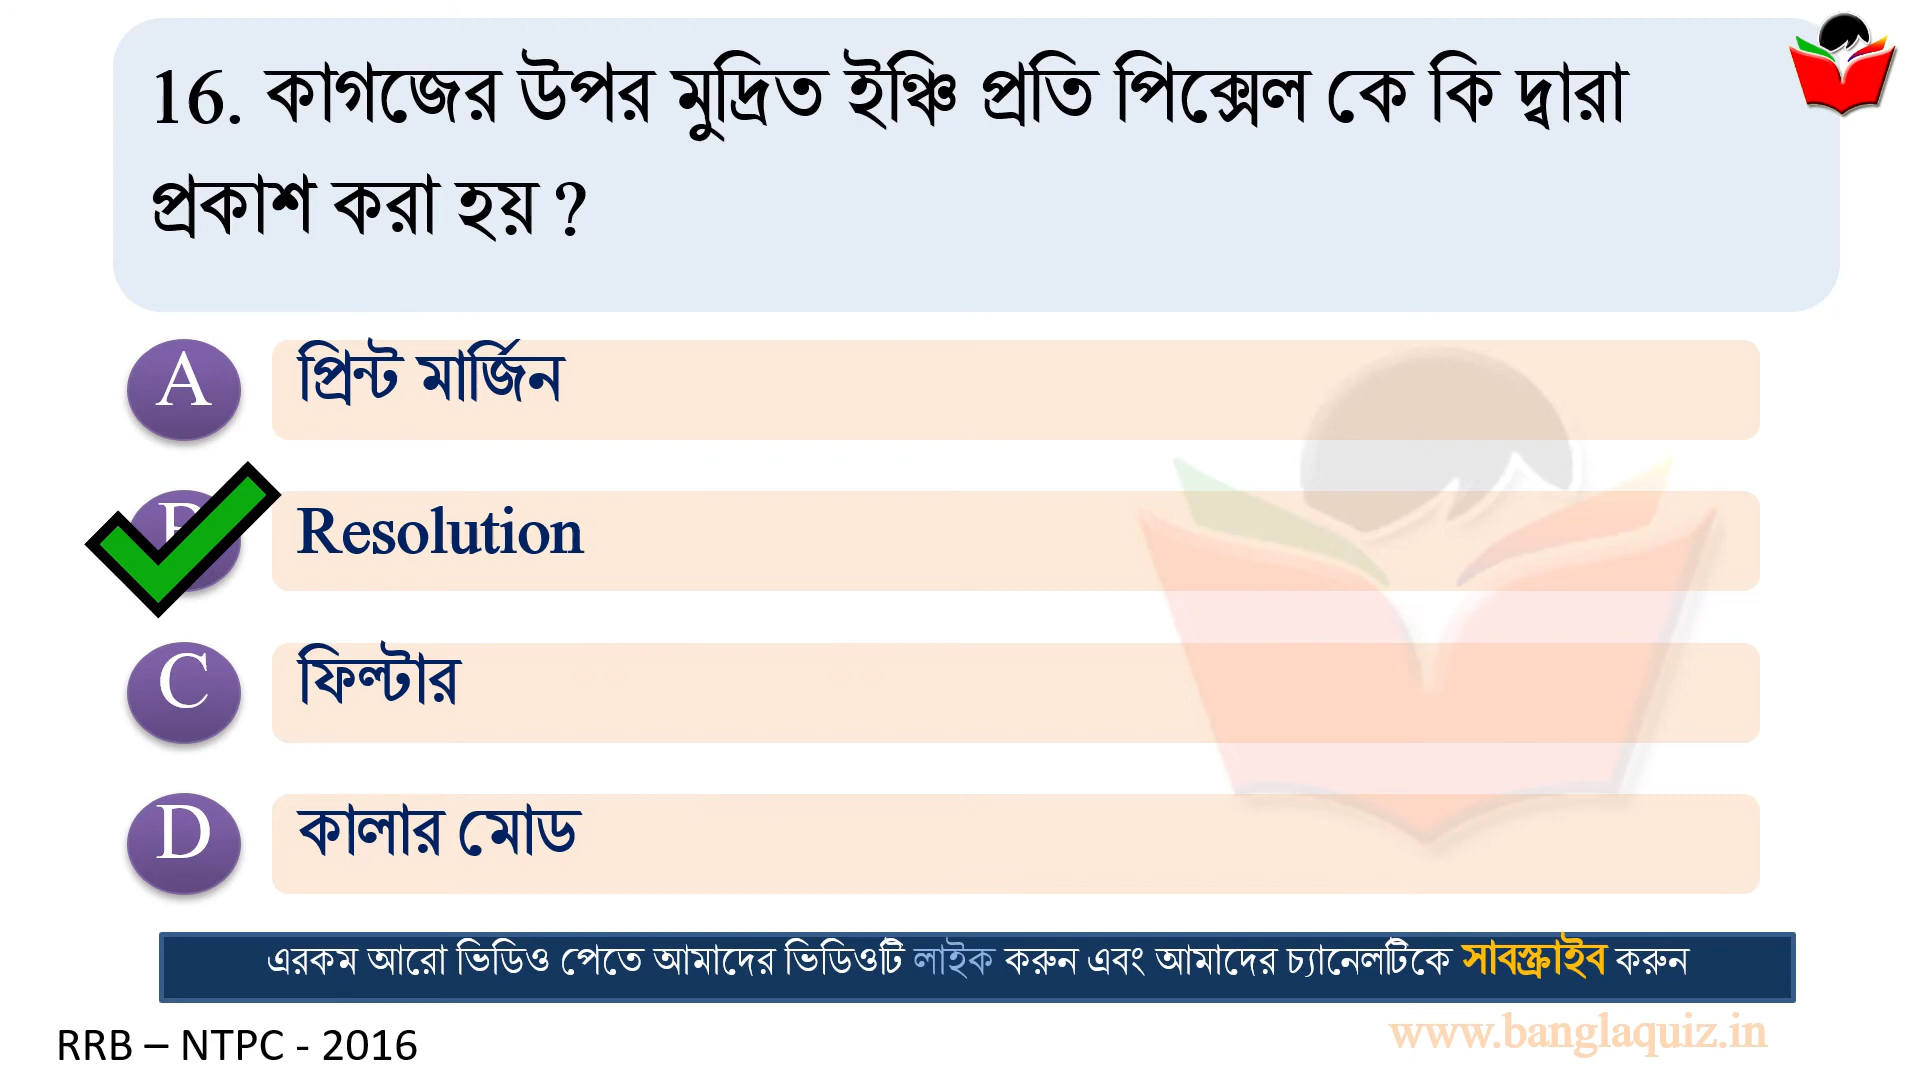 16. কাগজের উপর মুদ্রিত ইঞ্চি প্রতি পিক্সেল কে কি দ্বারা
প্রকাশ করা হয় ?
A প্রিন্ট মার্জিন
Resolution
C ফিল্টার
D কালার মোড
এরকম আরো ভিডিও পেতে আমাদের ভিডিওটি লাইক করুন এবং আমাদের চ্যানেলটিকে সাবস্ক্রাইব করুন
RRB – NTPC - 2016
www.banglaquiz.in